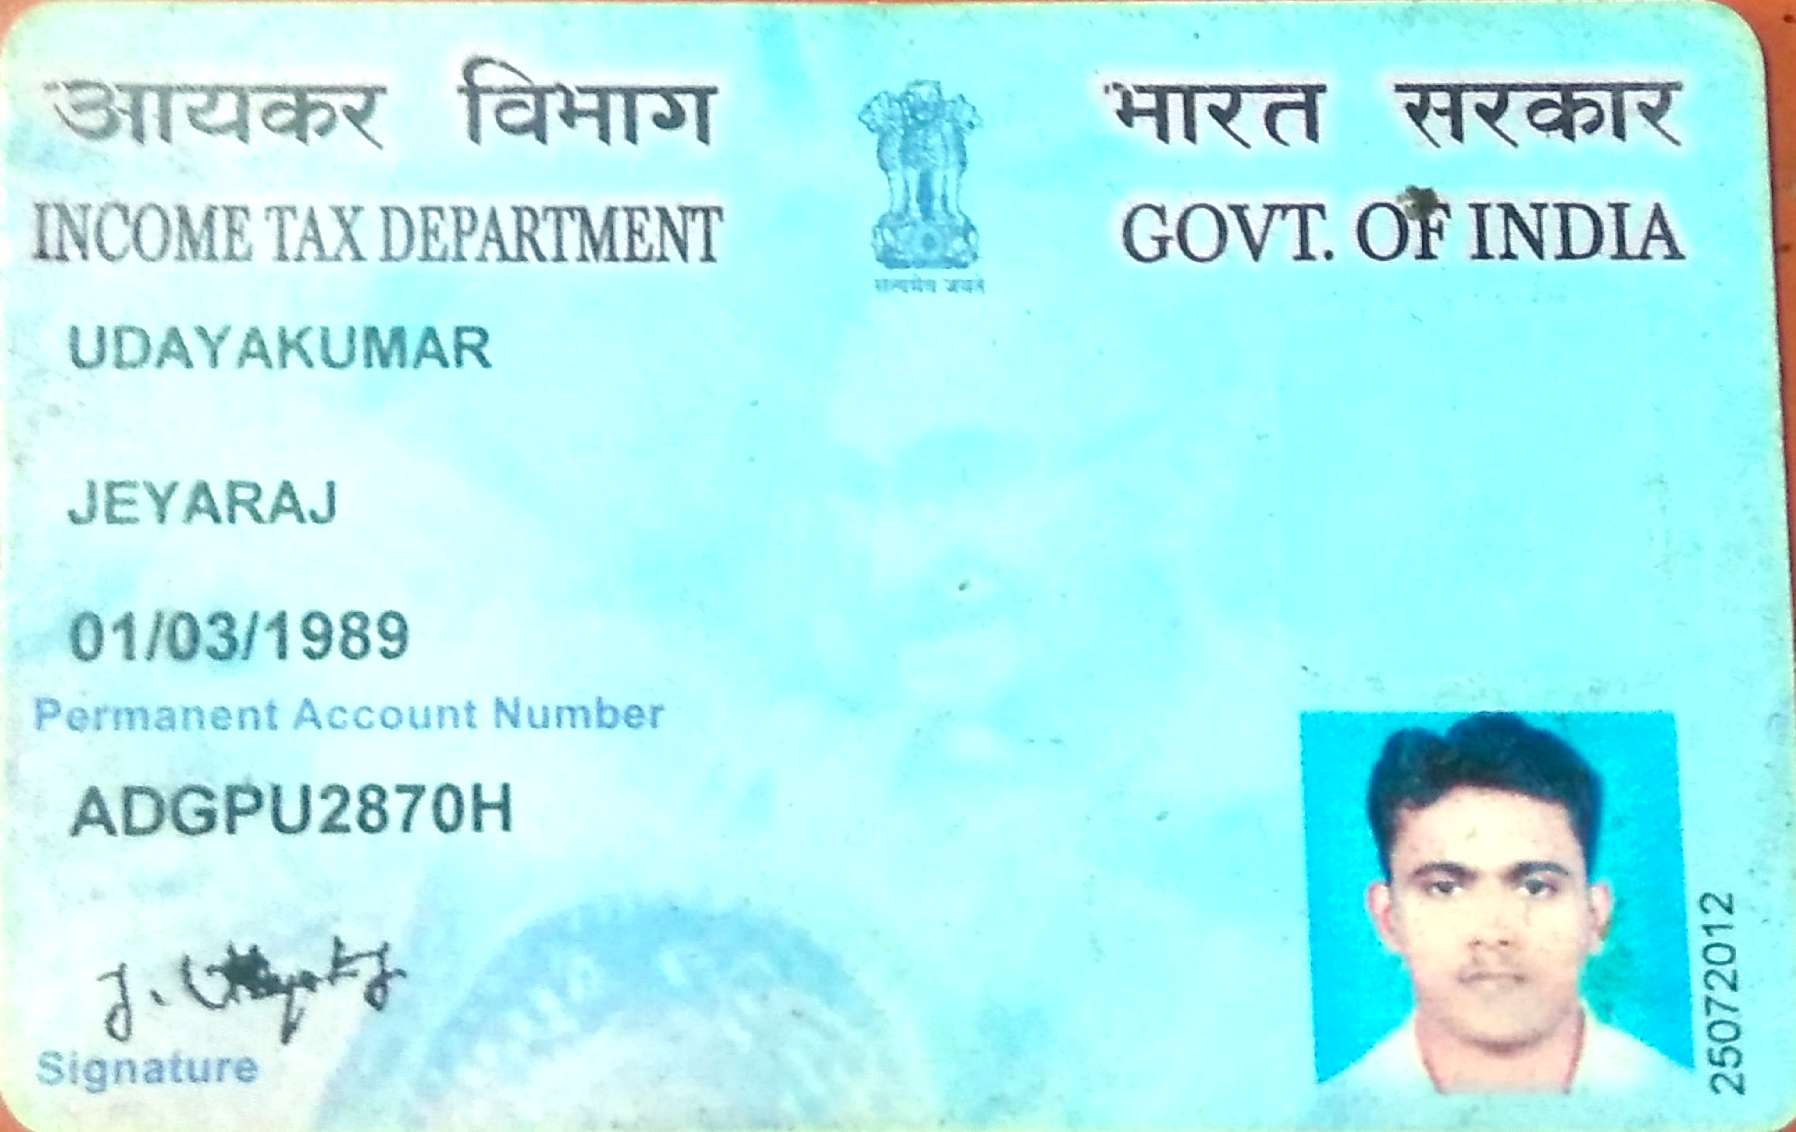 आयकर विभाग
INCOME TAX DEPARTMENT
सत्यमेव जयते
भारत सरकार
GOVT. OF INDIA
UDAYAKUMAR
JEYARAJ
01/03/1989
Permanent Account Number
ADGPU2870H
Signature
25072012